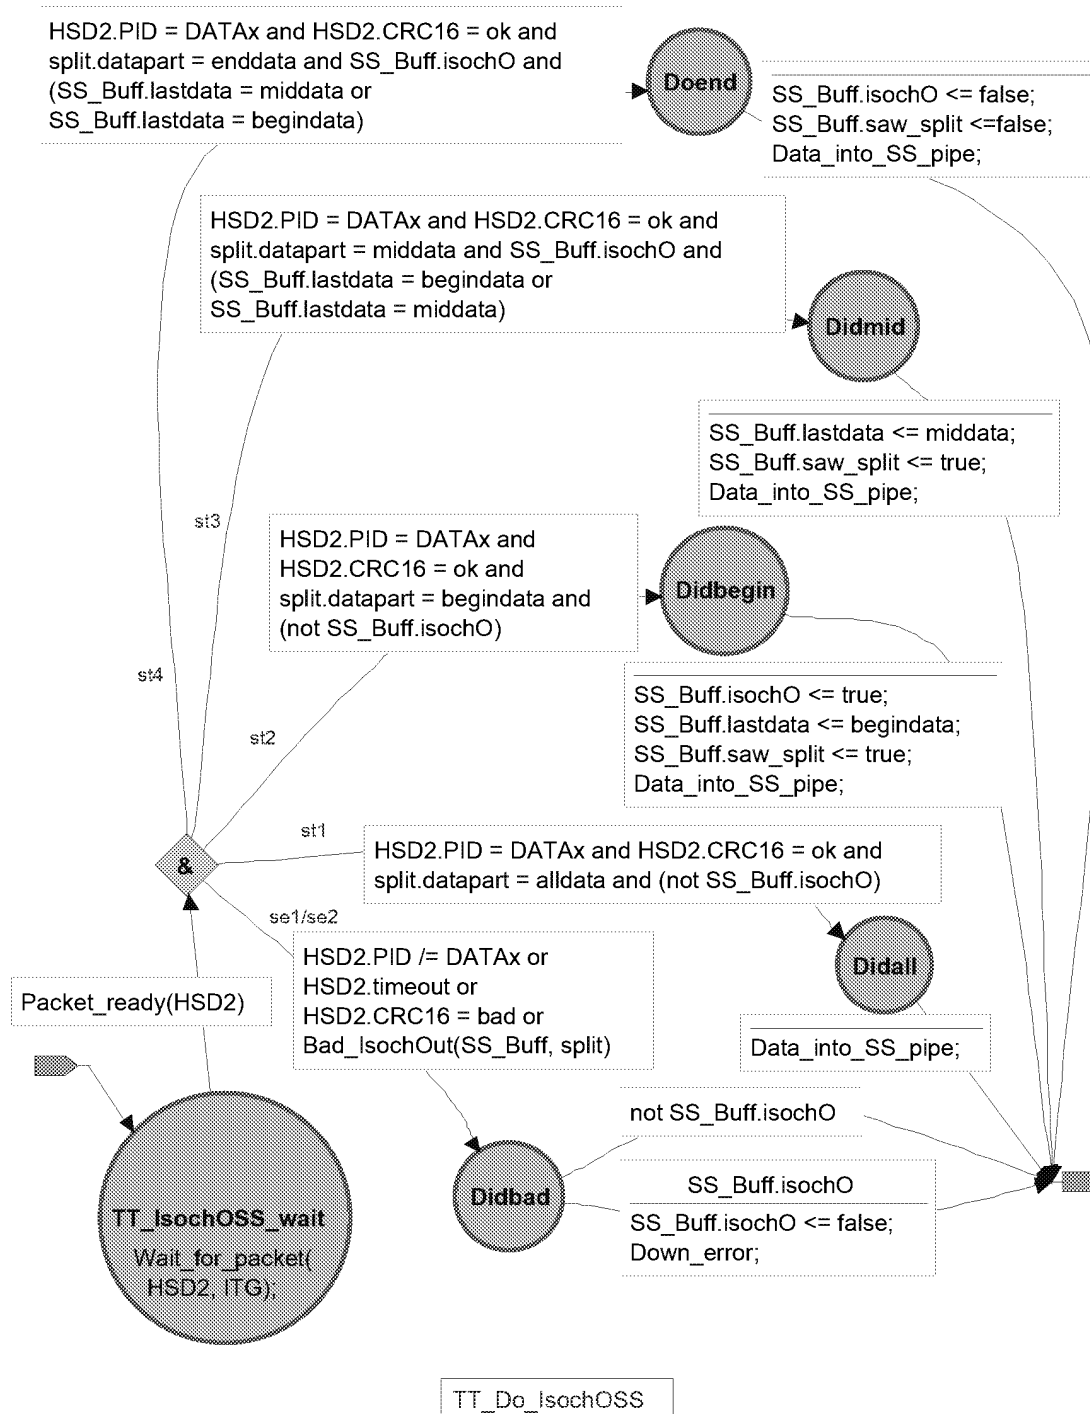 HSD2.PID = DATAx and HSD2.CRC16 = ok and
split.datapart = enddata and SS_Buff.isochO and
(SS_Buff.lastdata = middata or
SS_Buff.lastdata = begindata)
Doend
SS_Buff.isochO <= false;
SS_Buff.saw_split <=false;
Data_into_SS_pipe;
HSD2.PID = DATAx and HSD2.CRC16 = ok and
split.datapart = middata and SS_Buff.isochO and
(SS_Buff.lastdata = begindata or
SS_Buff.lastdata = middata)
Didmid
SS_Buff.lastdata <= middata;
SS_Buff.saw_split <= true;
Data_into_SS_pipe;
st3
HSD2.PID = DATAx and
HSD2.CRC16 = ok and
split.datapart = begindata and
(not SS_Buff.isochO)
Didbegin
st4
SS_Buff.isochO <= true;
SS_Buff.lastdata <= begindata;
SS_Buff.saw_split <= true;
Data_into_SS_pipe;
st2
st1
HSD2.PID = DATAx and HSD2.CRC16 = ok and
split.datapart = alldata and (not SS_Buff.isochO)
&
se1/se2
HSD2.PID /= DATAx or
HSD2.timeout or
HSD2.CRC16 = bad or
Bad_IsochOut(SS_Buff, split)
Didall
Packet_ready(HSD2)
Data_into_SS_pipe;
not SS_Buff.isochO
Didbad
SS_Buff.isochO
SS_Buff.isochO <= false;
Down_error;
TT_IsochOSS_wait
Wait_for_packet(
HSD2, ITG);
TT_Do_IsochOSS